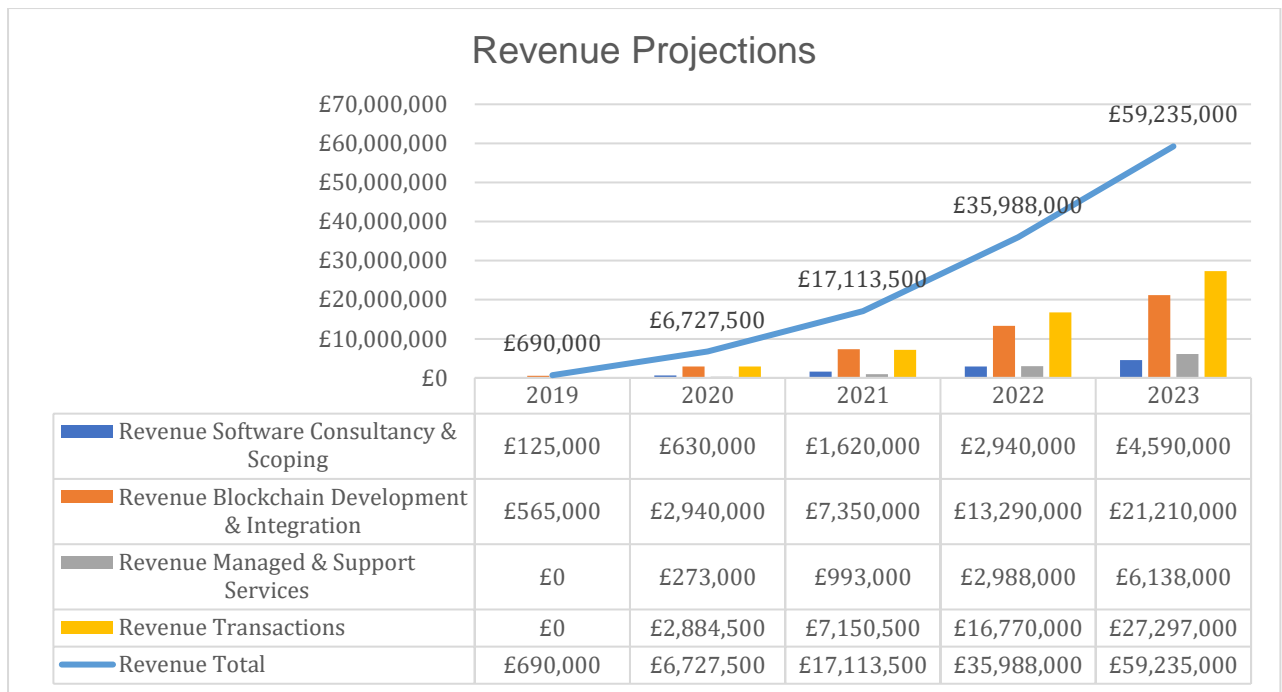 Revenue Projections
£70,000,000
£60,000,000
£50,000,000
£40,000,000
£30,000,000
£20,000,000
£10,000,000
£0
£690,000
£6,727,500
£17,113,500
£35,988,000
£59,235,000
2019 2020 2021 2022 2023
Revenue Software Consultancy &
Scoping
£125,000 £630,000 £1,620,000 £2,940,000 £4,590,000
Revenue Blockchain Development
& Integration
£565,000 £2,940,000 £7,350,000 £13,290,000 £21,210,000
Revenue Managed & Support
Services
£0 £273,000 £993,000 £2,988,000 £6,138,000
Revenue Transactions £0 £2,884,500 £7,150,500 £16,770,000 £27,297,000
Revenue Total £690,000 £6,727,500 £17,113,500 £35,988,000 £59,235,000